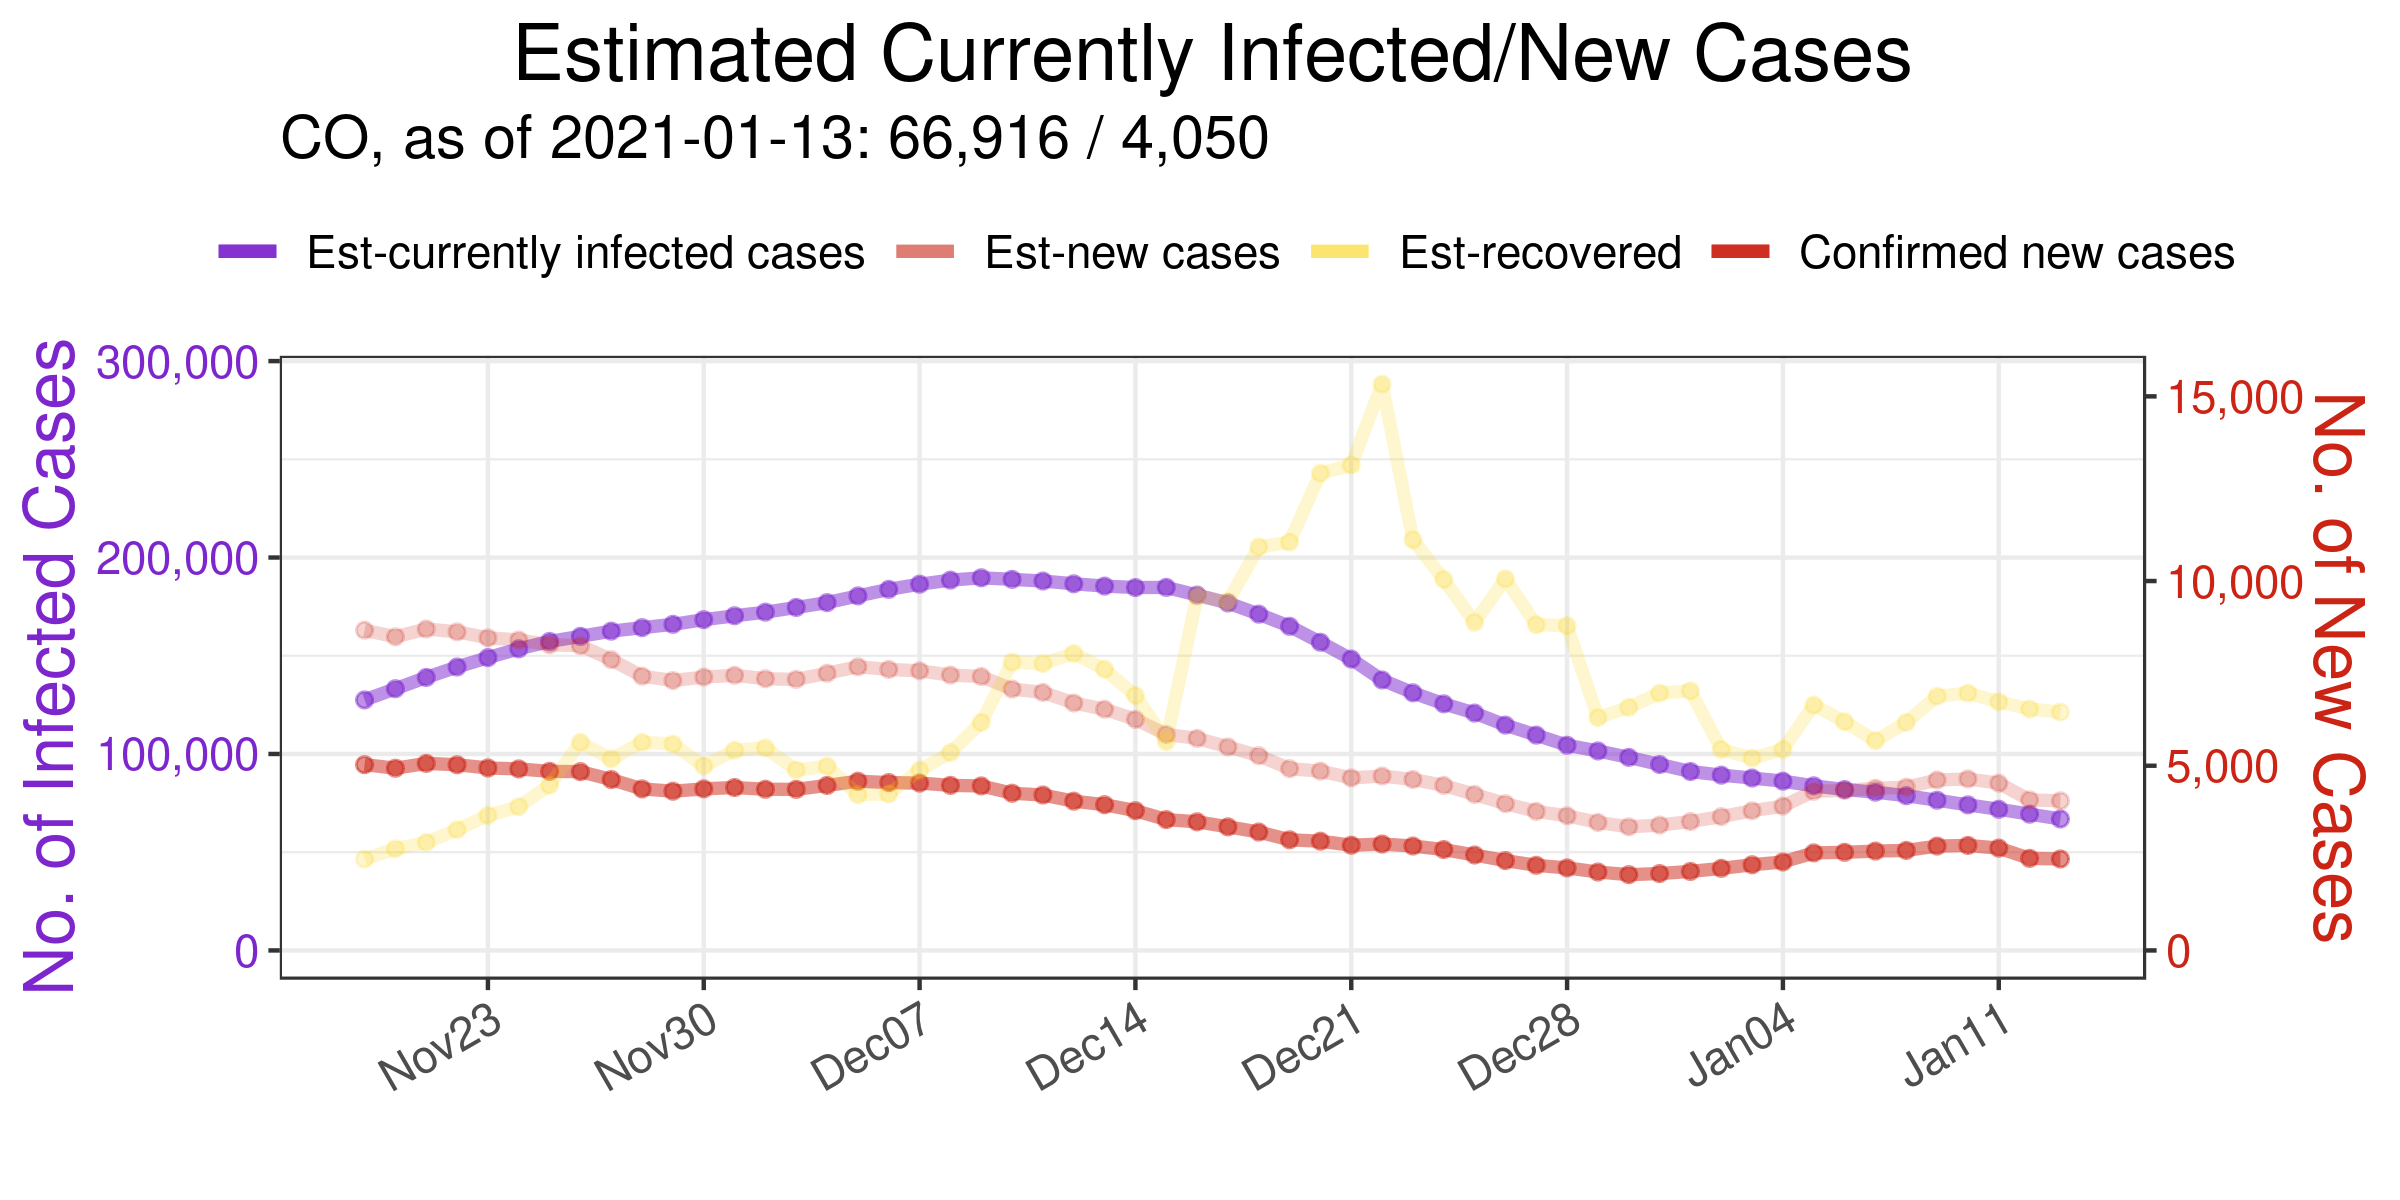 Estimated Currently Infected/New Cases
CO, as of 2021-01-13: 66,916 / 4,050
Est-currently infected cases Est-new cases Est-recovered Confirmed new cases
No. of Infected Cases
300,000
200,000
100,000
0
15,000
10,000
5,000
0
No. of New Cases
Nov23 Nov30 Dec07 Dec14 Dec21 Dec28 Jan04 Jan11